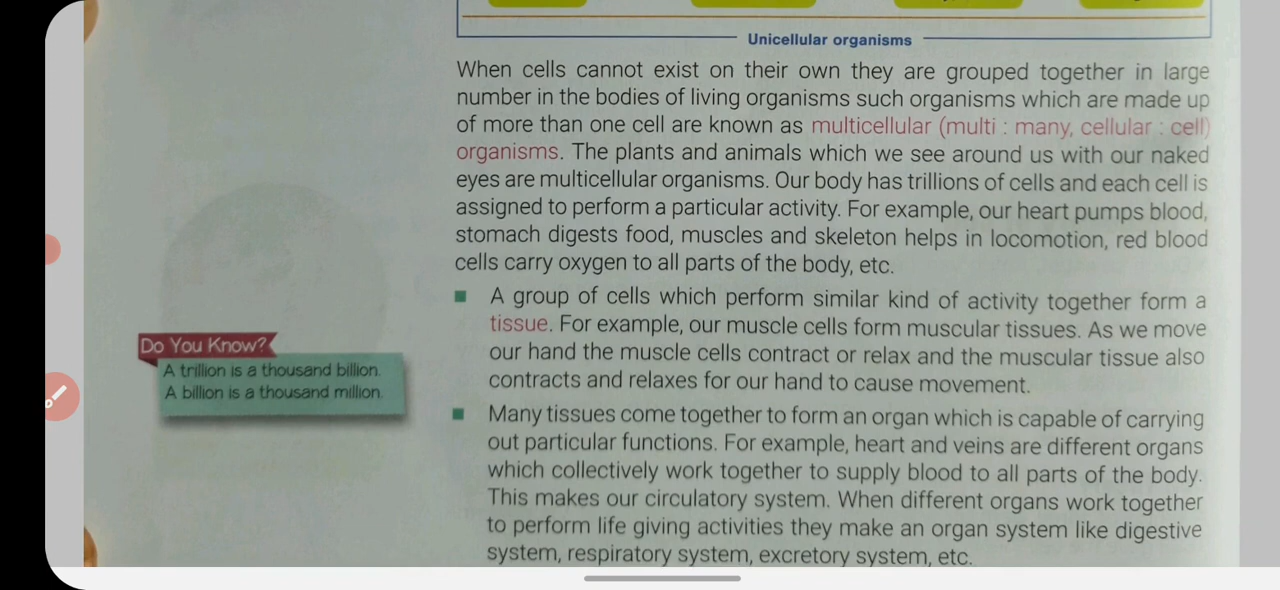 Unicellular organisms
When cells cannot exist on their own they are grouped together in large
number in the bodies of living organisms such organisms which are made up
of more than one cell are known as multicellular (multi : many, cellular : cell)
organisms. The plants and animals which we see around us with our naked
eyes are multicellular organisms. Our body has trillions of cells and each cell is
assigned to perform a particular activity. For example, our heart pumps blood,
stomach digests food, muscles and skeleton helps in locomotion, red blood
cells carry oxygen to all parts of the body, etc.
■ A group of cells which perform similar kind of activity together form a
tissue. For example, our muscle cells form muscular tissues. As we move
our hand the muscle cells contract or relax and the muscular tissue also
contracts and relaxes for our hand to cause movement.
■ Many tissues come together to form an organ which is capable of carrying
out particular functions. For example, heart and veins are different organs
which collectively work together to supply blood to all parts of the body.
This makes our circulatory system. When different organs work together
to perform life giving activities they make an organ system like digestive
system, respiratory system, excretory system, etc.
Do You Know?
A trillion is a thousand billion.
A billion is a thousand million.